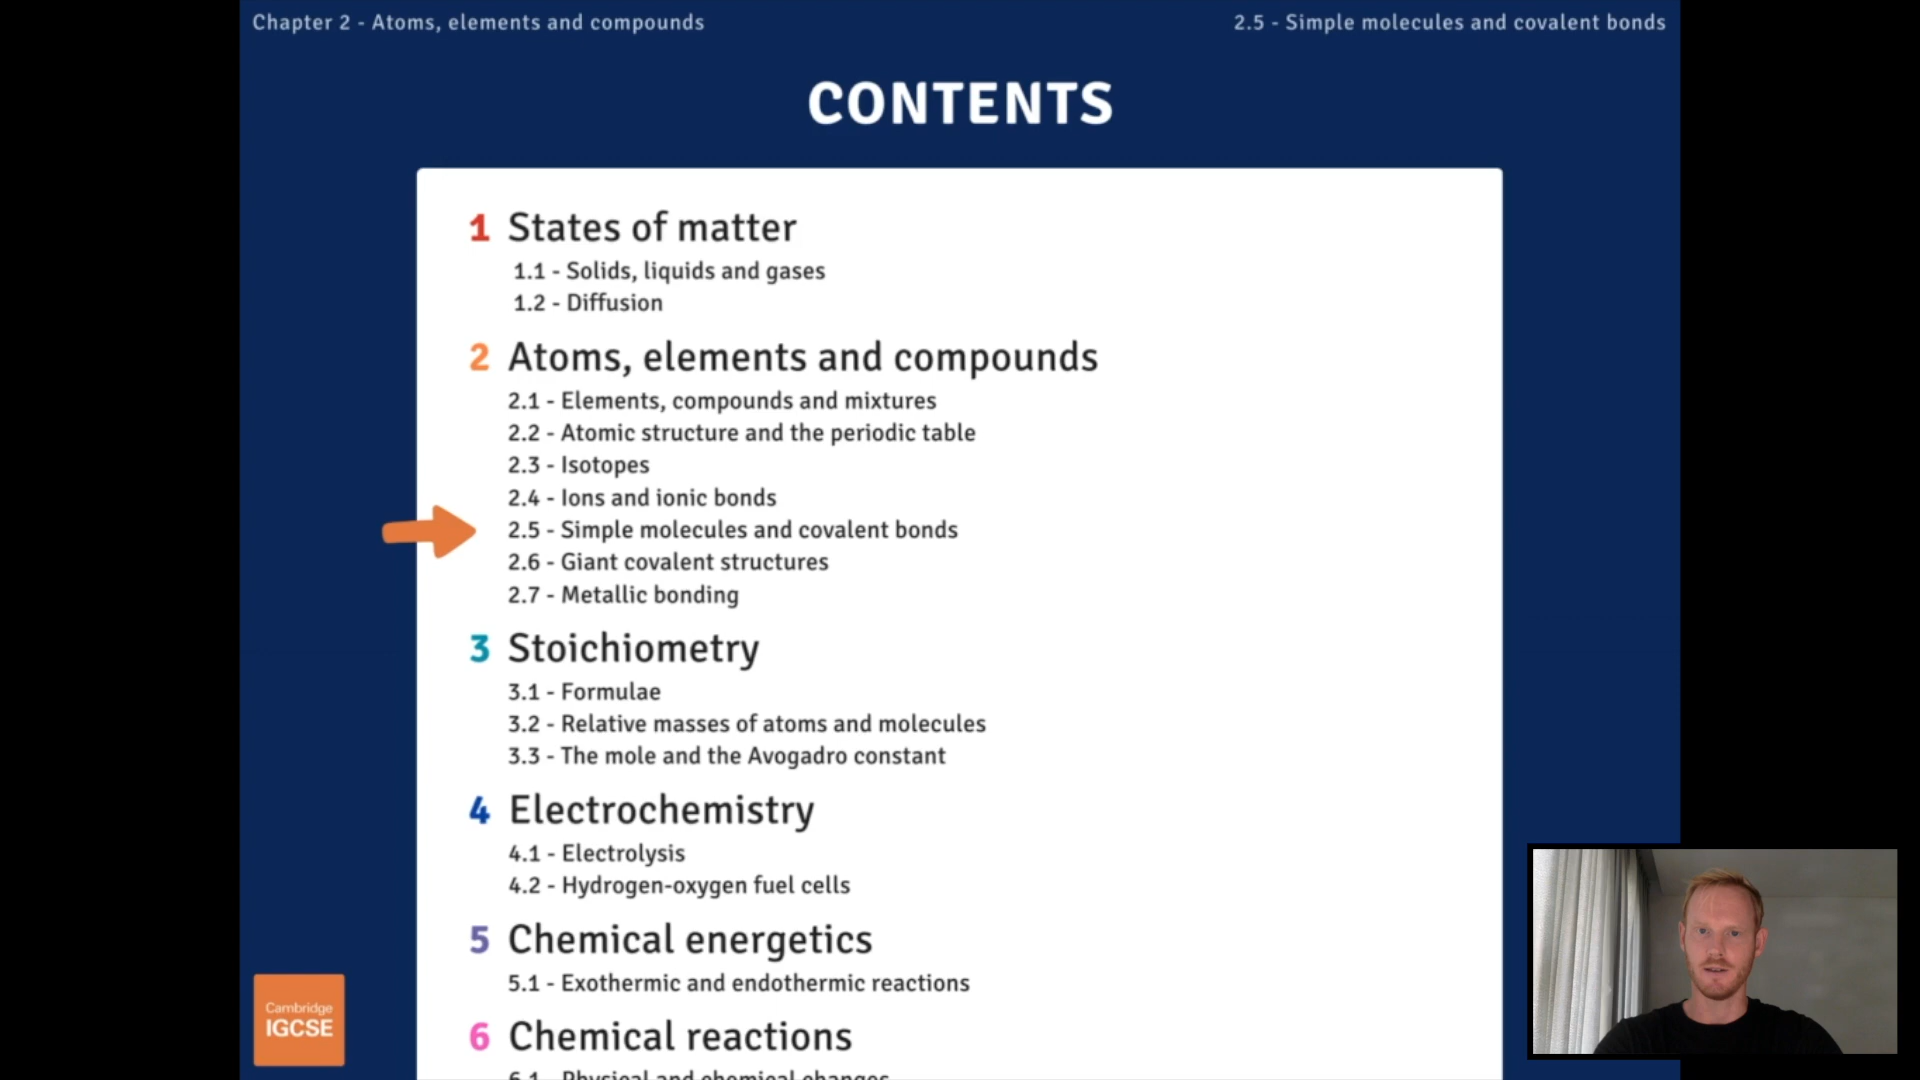 Chapter 2 - Atoms, elements and compounds
2.5 - Simple molecules and covalent bonds
CONTENTS
1 States of matter
1.1 - Solids, liquids and gases
1.2 - Diffusion
2 Atoms, elements and compounds
2.1 - Elements, compounds and mixtures
2.2 - Atomic structure and the periodic table
2.3 - Isotopes
2.4 - Ions and ionic bonds
2.5 - Simple molecules and covalent bonds
2.6 - Giant covalent structures
2.7 - Metallic bonding
3 Stoichiometry
3.1 - Formulae
3.2 - Relative masses of atoms and molecules
3.3 - The mole and the Avogadro constant
4 Electrochemistry
4.1 - Electrolysis
4.2 - Hydrogen-oxygen fuel cells
5 Chemical energetics
5.1 - Exothermic and endothermic reactions
6 Chemical reactions
6.1 - Physical and chemical changes
Cambridge
IGCSE